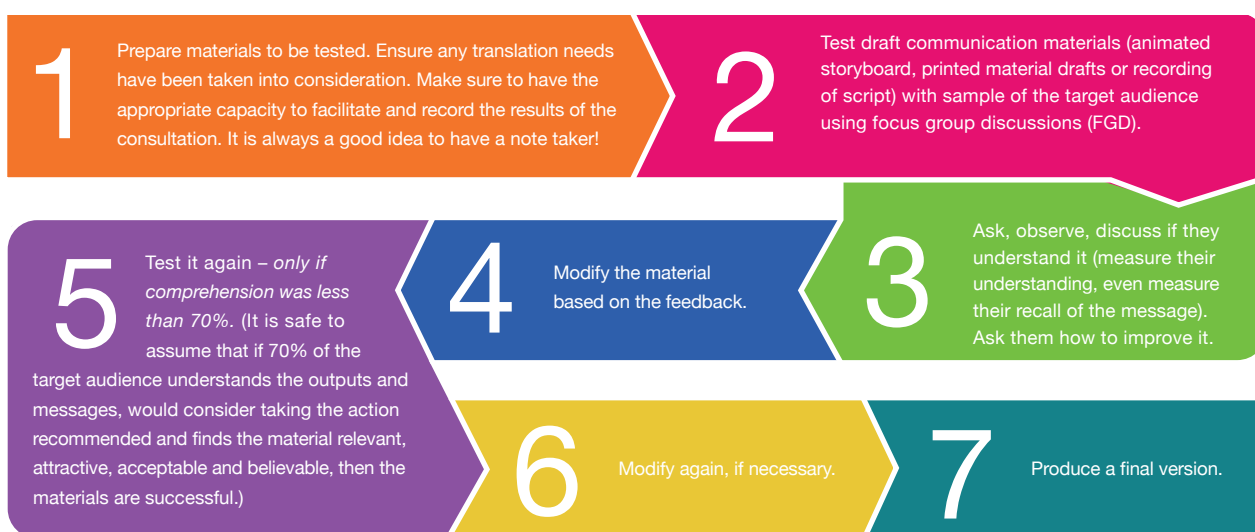 1
Prepare materials to be tested. Ensure any translation needs
have been taken into consideration. Make sure to have the
appropriate capacity to facilitate and record the results of the
consultation. It is always a good idea to have a note taker!
2
Test draft communication materials (animated
storyboard, printed material drafts or recording
of script) with sample of the target audience
using focus group discussions (FGD).
3
Ask, observe, discuss if they
understand it (measure their
understanding, even measure
their recall of the message).
Ask them how to improve it.
4
Modify the material
based on the feedback.
5
Test it again – only if
comprehension was less
than 70%. (It is safe to
assume that if 70% of the
target audience understands the outputs and
messages, would consider taking the action
recommended and finds the material relevant,
attractive, acceptable and believable, then the
materials are successful.)
6
Modify again, if necessary.
7
Produce a final version.